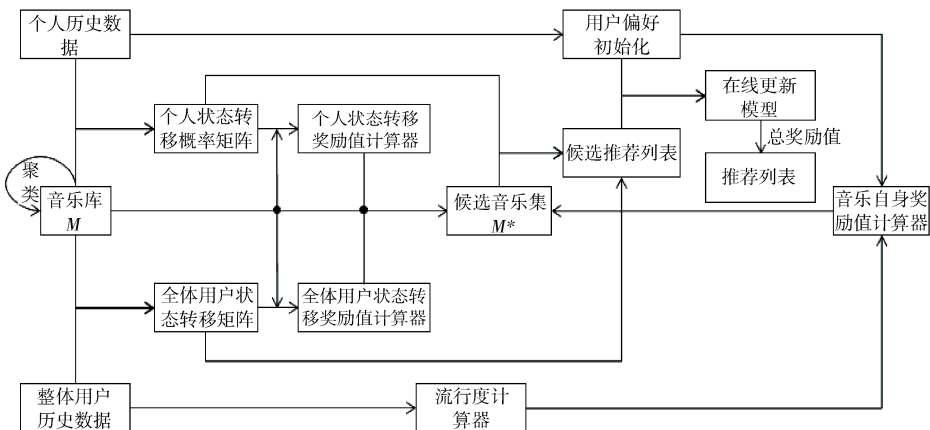 个人历史数
据
用户偏好
初始化
在线更新
模型
个人状态转
移概率矩阵
个人状态转移
奖励值计算器
总奖励值
候选推荐列表
推荐列表
聚
类
音乐库
M
候选音乐集
M*
音乐自身奖
励值计算器
全体用户状
态转移矩阵
全体用户状态转
移奖励值计算器
整体用户
历史数据
流行度计
算器